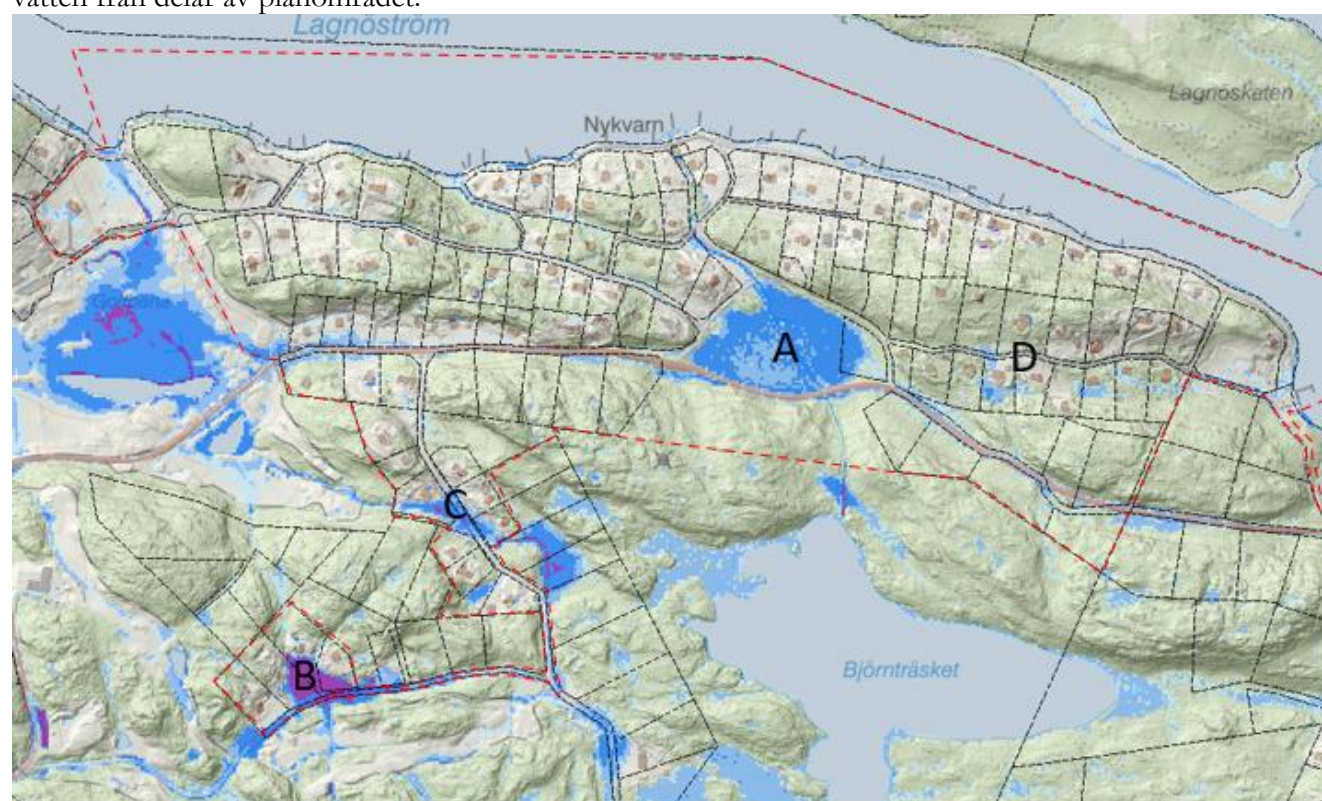 vatten från delar av planområdet.
Lagnöström
Lagnöskaten
Nykvarn
A
D
C
B
Björnträsket